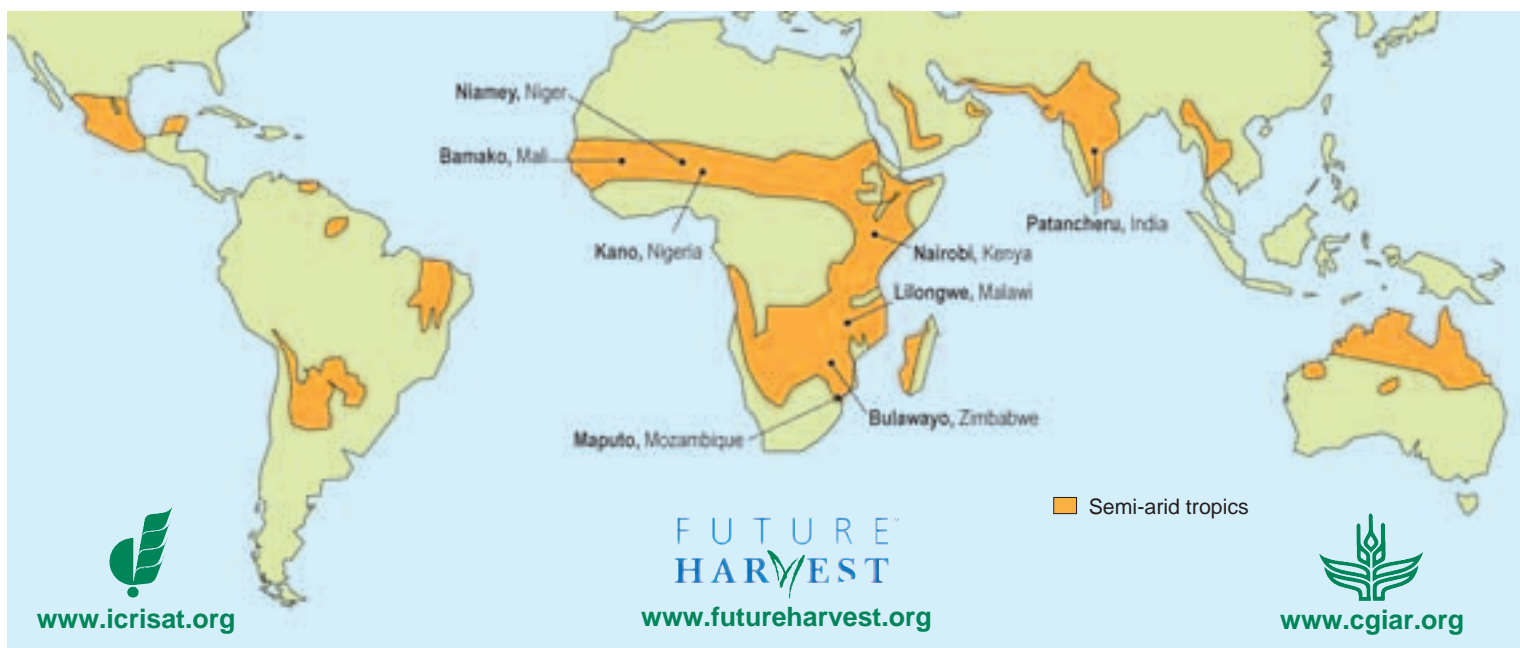 Niamey, Niger
Bamako, Mali
Kano, Nigeria
Patancheru, India
Nairobi, Kenya
Lilongwe, Malawi
Bulawayo, Zimbabwe
Maputo, Mozambique
Semi-arid tropics
FUTURE™
HARVEST
www.icrisat.org
www.futureharvest.org
www.cgiar.org